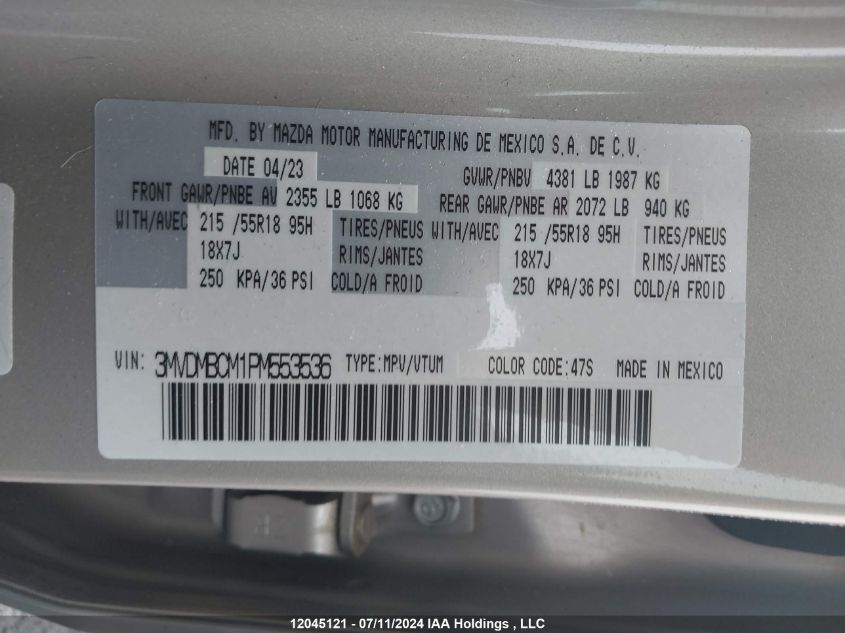 MFD. BY MAZDA MOTOR MANUFACTURING DE MEXICO S.A. DE C.V.
DATE 04/23 GVWR/PNBV 4381 LB 1987 KG
FRONT GAWR/PNBE AV 2355 LB 1068 KG REAR GAWR/PNBE AR 2072 LB 940 KG
WITH/AVEC 215 /55R18 95H TIRES/PNEUS WITH/AVEC 215 /55R18 95H TIRES/PNEUS
18X7J RIMS/JANTES 18X7J RIMS/JANTES
250 KPA/36 PSI COLD/A FROID 250 KPA/36 PSI COLD/A FROID
VIN: 3MVDMBCM1PM553536 TYPE:MPV/VTUM COLOR CODE:47S MADE IN MEXICO
12045121 - 07/11/2024 IAA Holdings , LLC